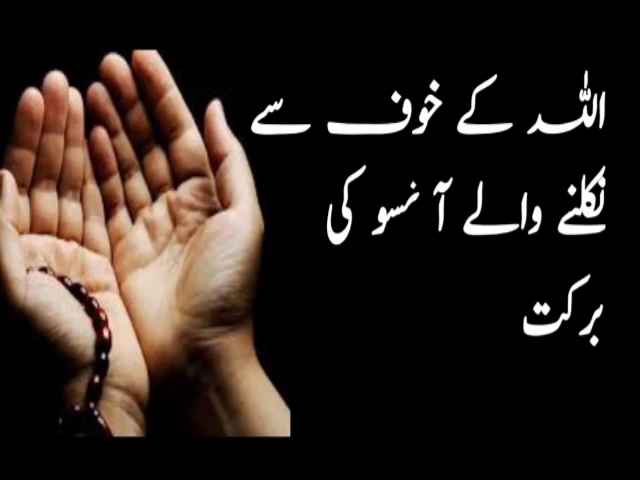 اللہ کے خوف سے
نکلنے والے آنسو کی
برکت